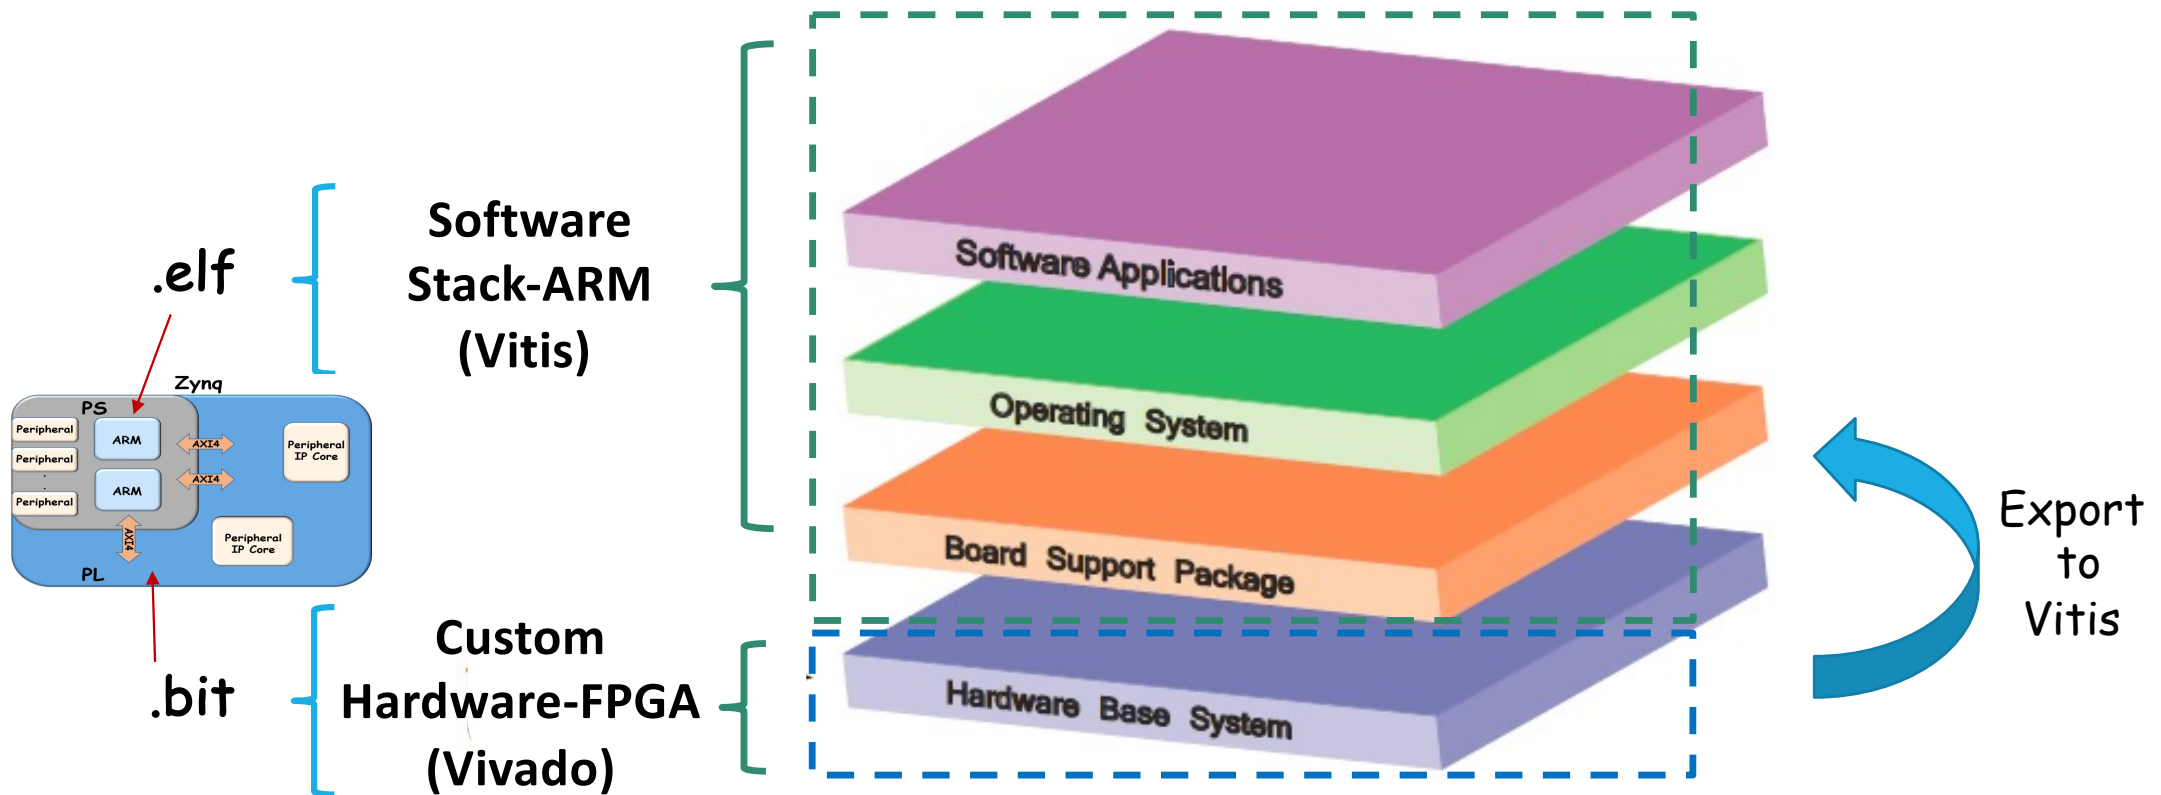 Software
Stack-ARM
(Vitis)
.elf
Zynq
PS
Peripheral
Peripheral
.
.
Peripheral
ARM
ARM
AXI4
AXI4
AXI4
Peripheral
IP Core
Peripheral
IP Core
PL
.bit
Custom
Hardware-FPGA
(Vivado)
Software Applications
Operating System
Board Support Package
Hardware Base System
Export
to
Vitis